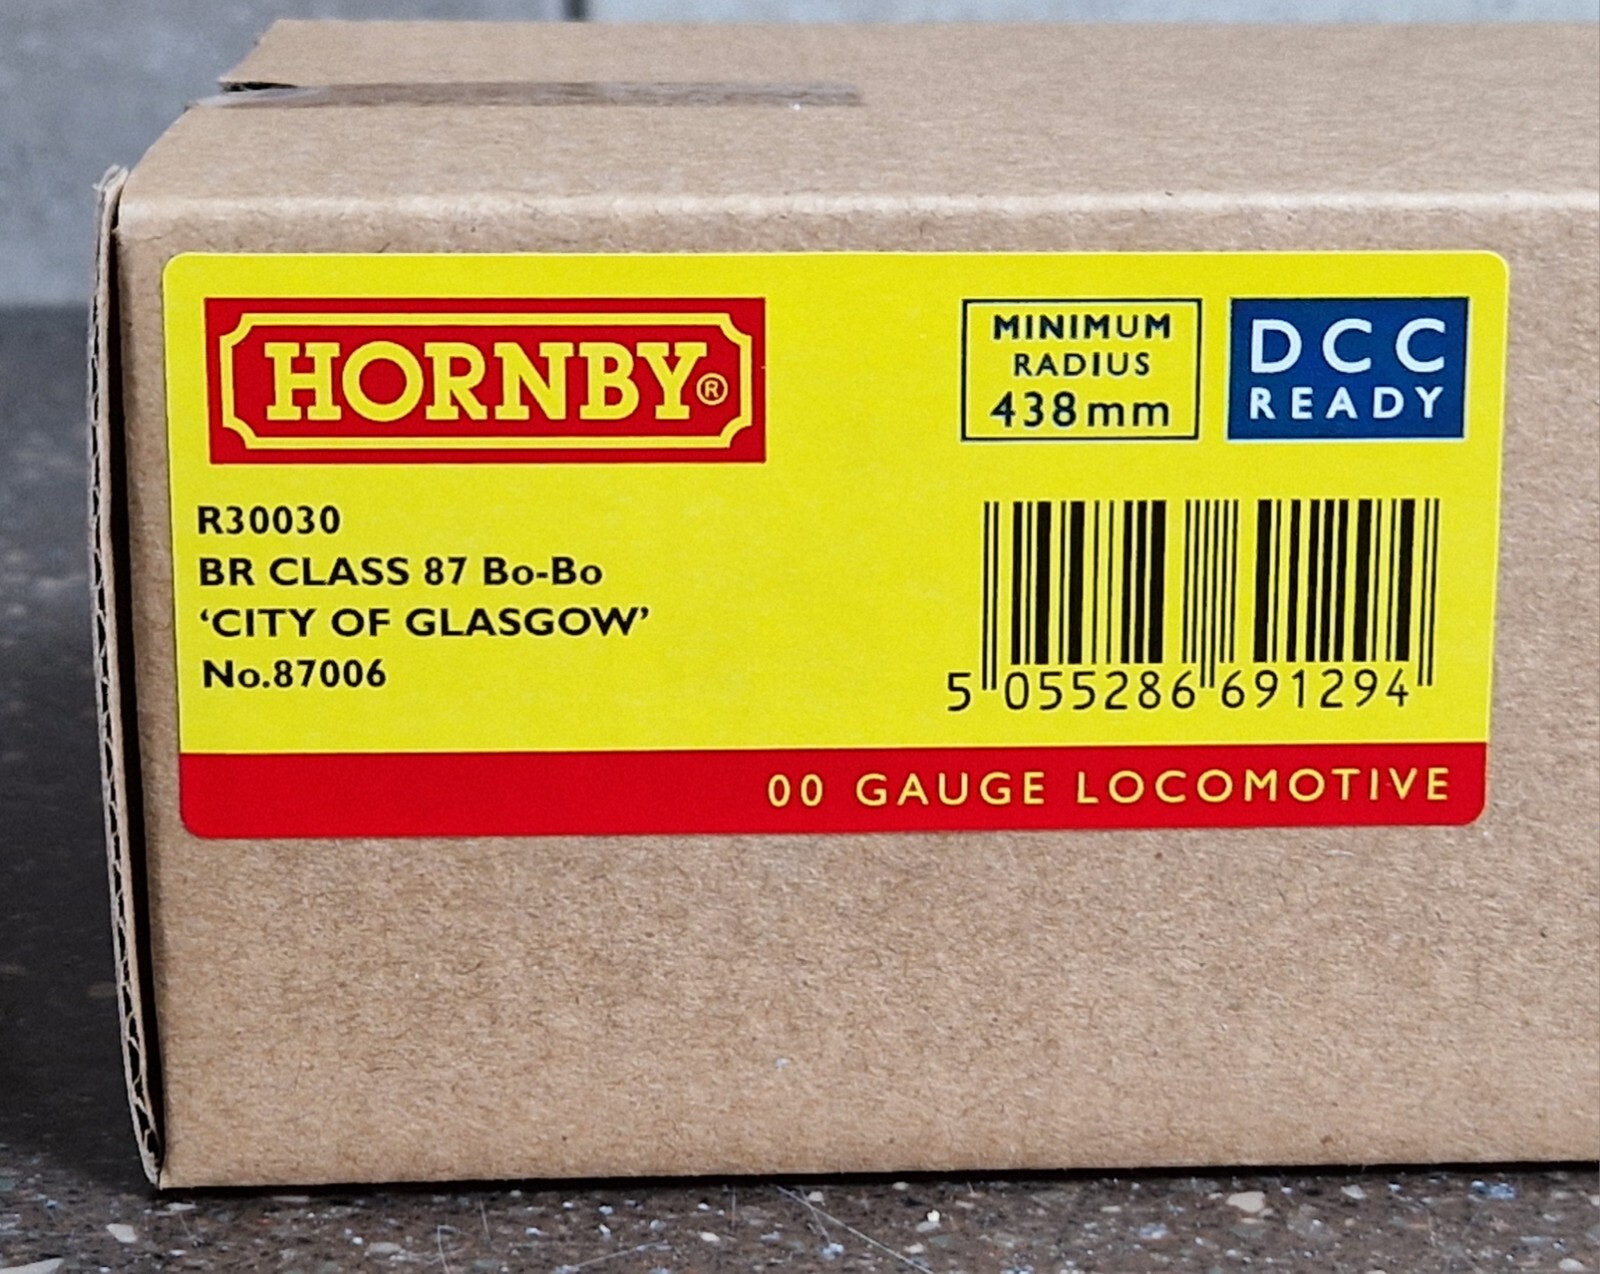 HORNBY®
MINIMUM
RADIUS
438mm
DCC
READY
R30030
BR CLASS 87 Bo-Bo
‘CITY OF GLASGOW’
No.87006
5 055286 691294
00 GAUGE LOCOMOTIVE